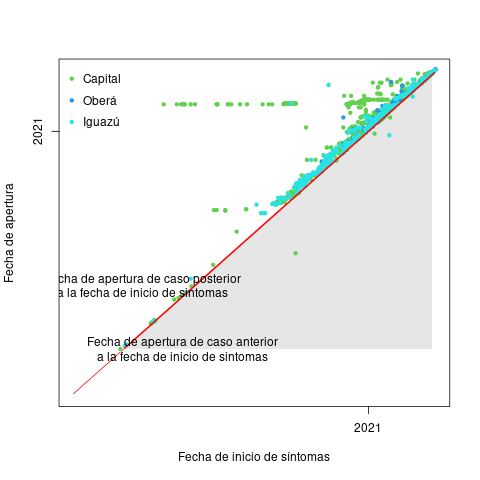 Capital
Oberá
Iguazú
2021
Fecha de apertura
cha de apertura de caso posterior
a la fecha de inicio de síntomas
Fecha de apertura de caso anterior
a la fecha de inicio de sintomas
2021
Fecha de inicio de síntomas